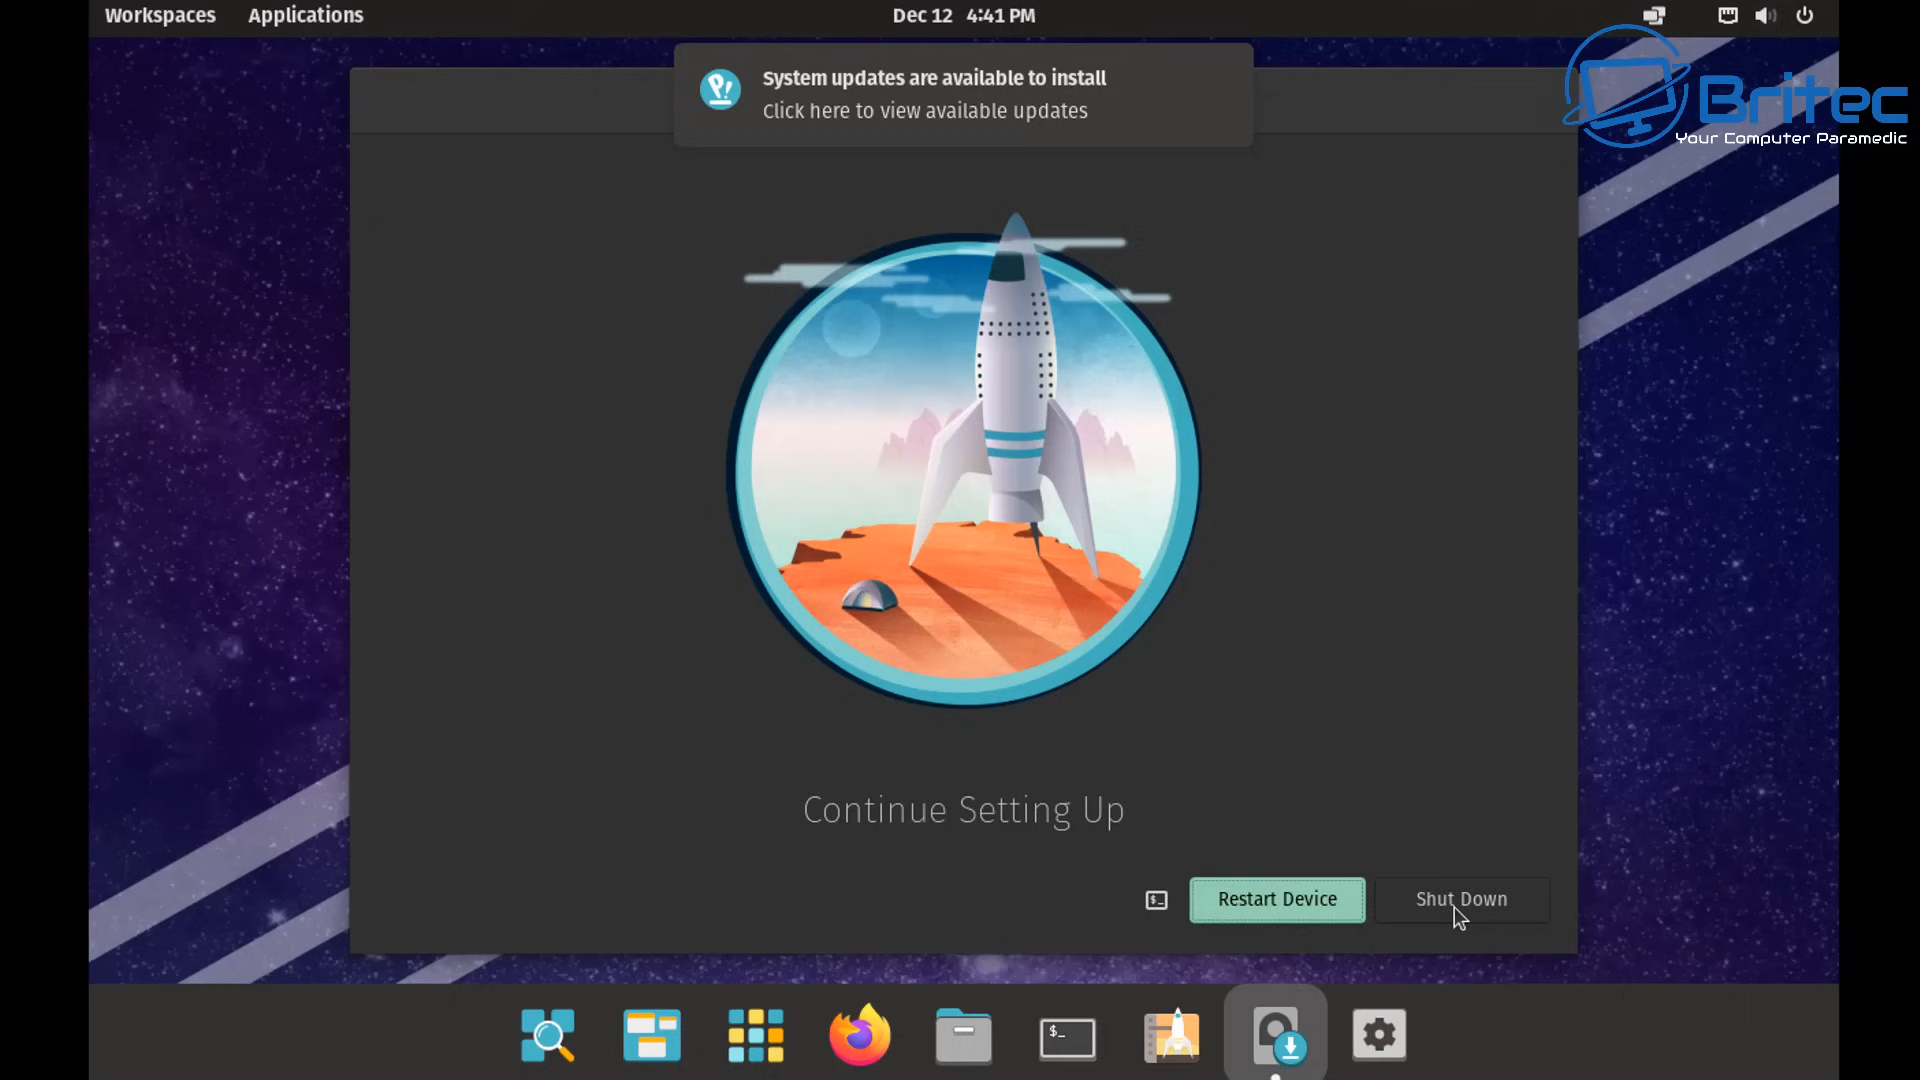 Workspaces Applications Dec 12 4:41 PM
System updates are available to install
Click here to view available updates
Britec
Your Computer Paramedic
Continue Setting Up
$_ Restart Device Shut Down
$_